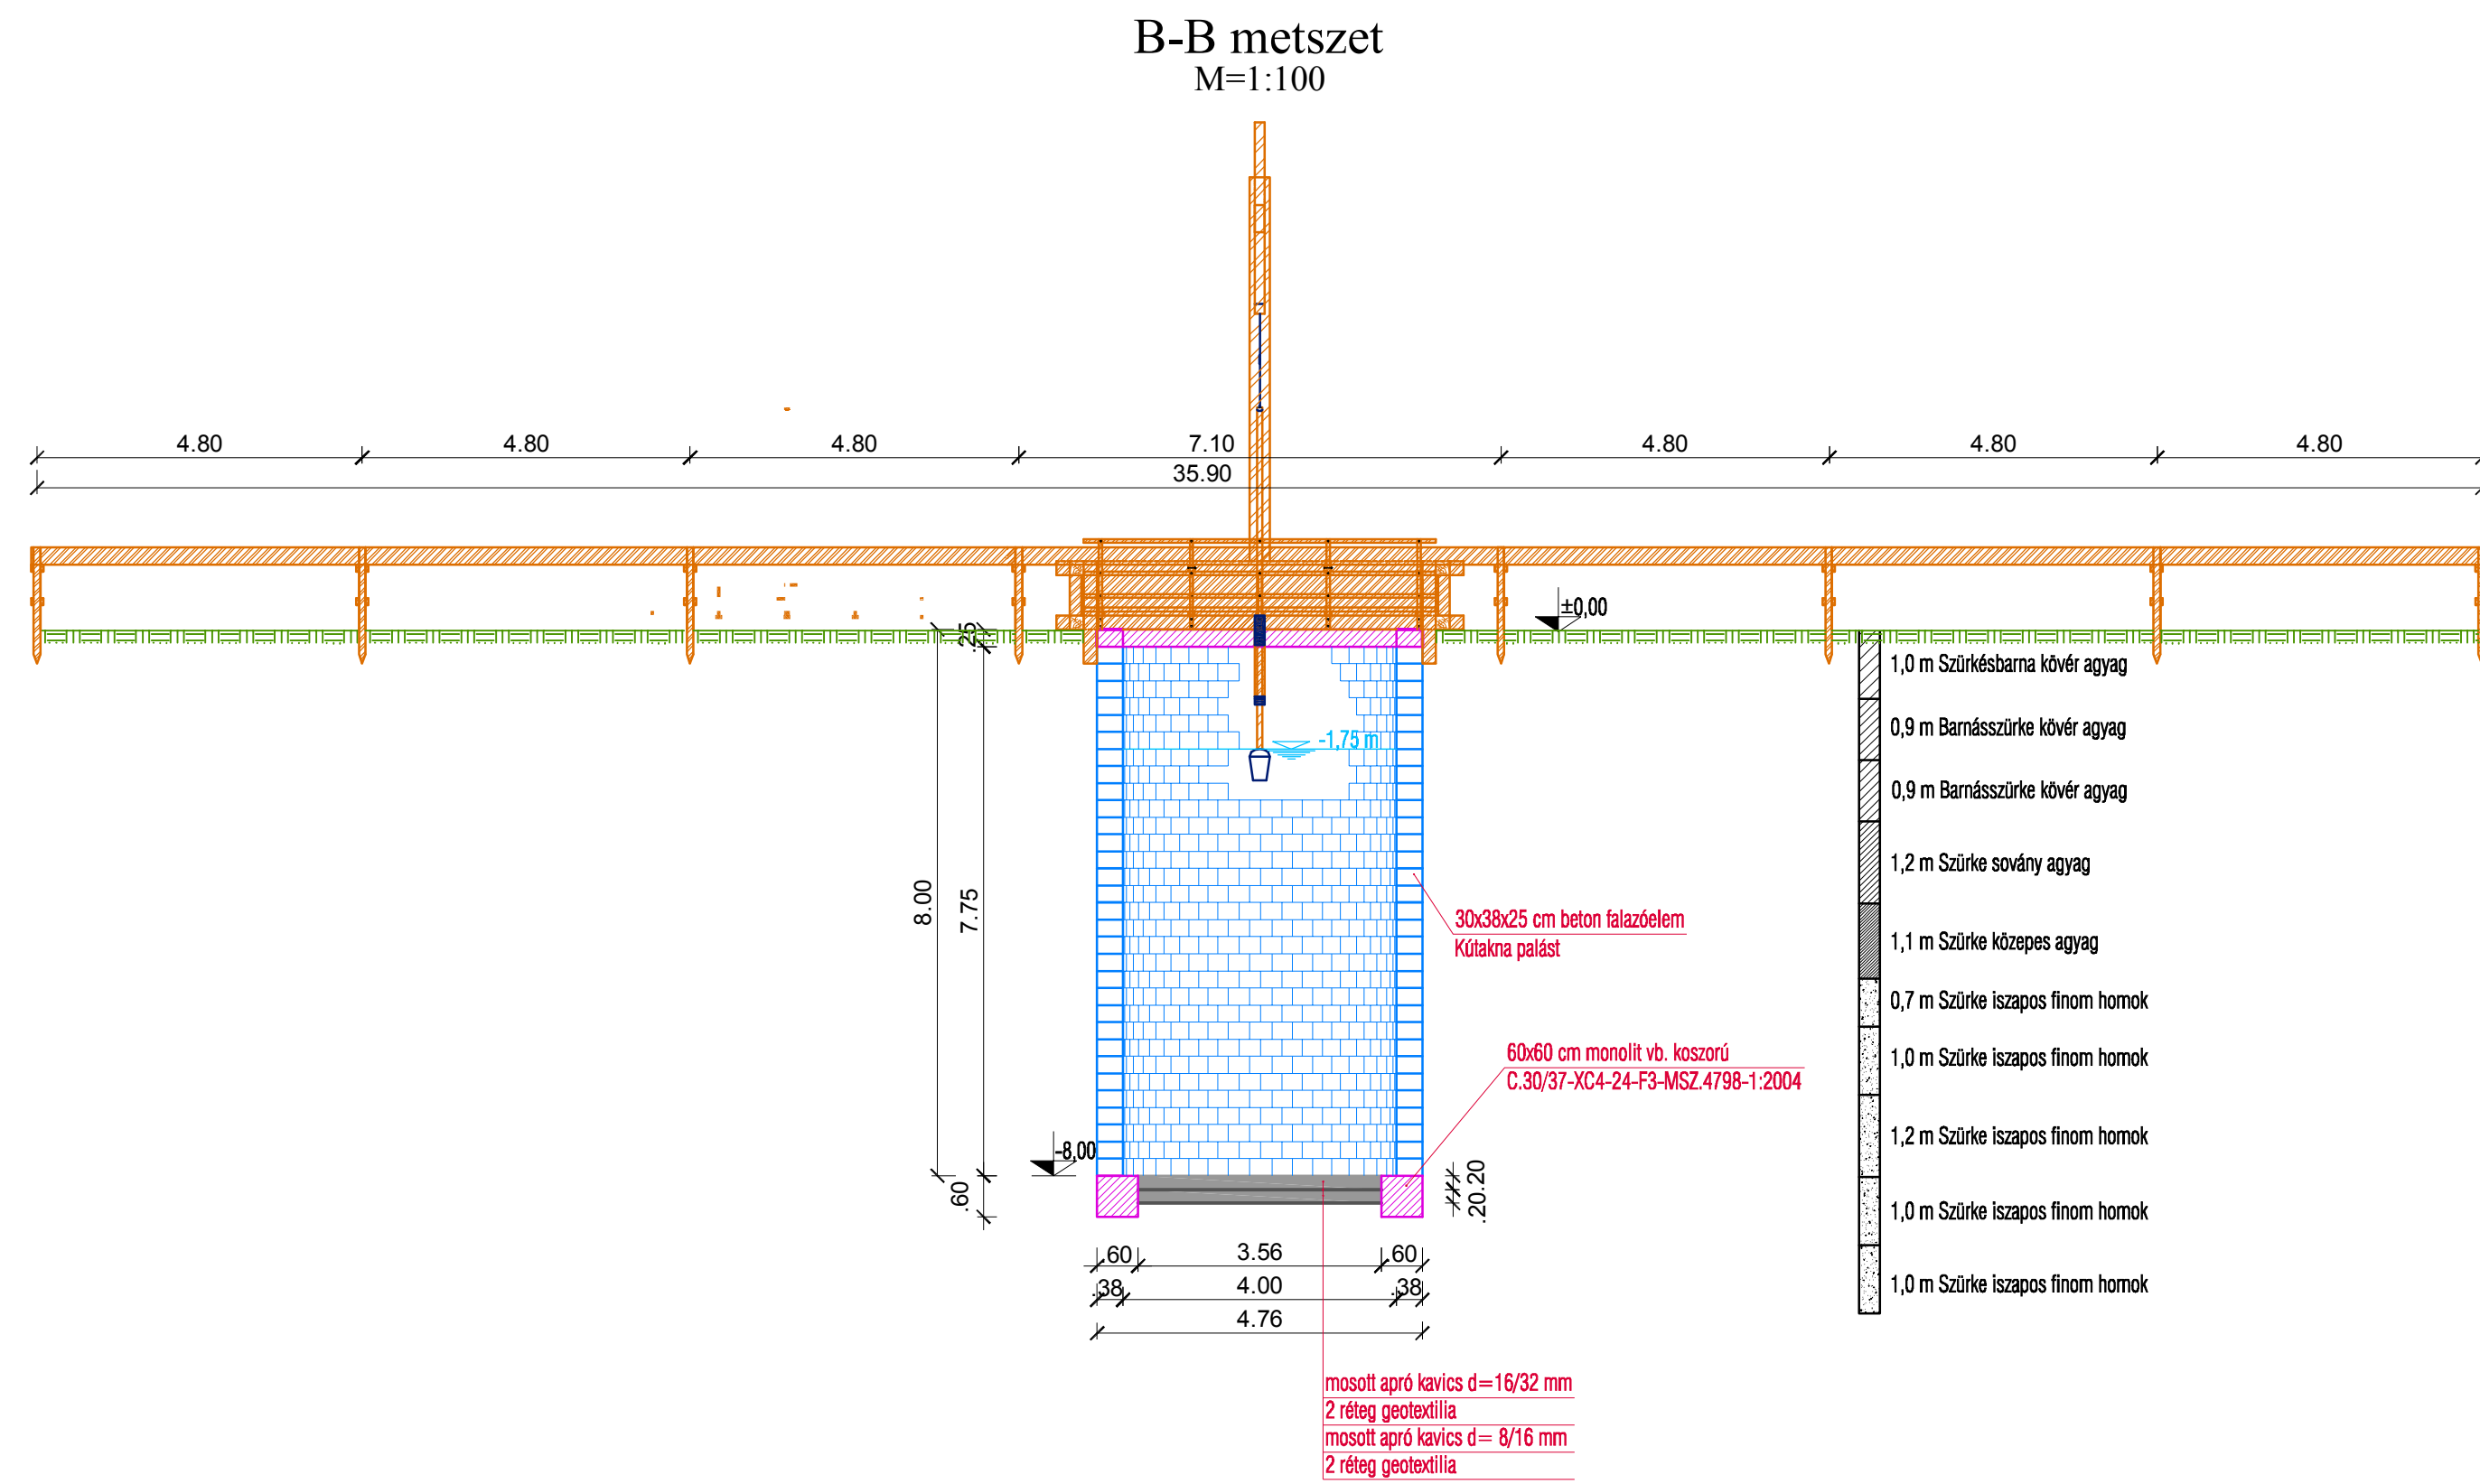 B-B metszet
M=1:100
4.80 4.80 4.80 7.10 4.80 4.80 4.80
35.90
±0,00
.25
1,0 m Szürkésbarna kövér agyag
0,9 m Barnásszürke kövér agyag
-1,75 m
0,9 m Barnásszürke kövér agyag
1,2 m Szürke sovány agyag
8.00
7.75
30x38x25 cm beton falazóelem
Kútakna palást
1,1 m Szürke közepes agyag
0,7 m Szürke iszapos finom homok
60x60 cm monolit vb. koszorú
C.30/37-XC4-24-F3-MSZ.4798-1:2004
1,0 m Szürke iszapos finom homok
1,2 m Szürke iszapos finom homok
-8,00
.60
.20.20
1,0 m Szürke iszapos finom homok
.60 3.56 .60
.38 4.00 .38
4.76
1,0 m Szürke iszapos finom homok
mosott apró kavics d=16/32 mm
2 réteg geotextilia
mosott apró kavics d= 8/16 mm
2 réteg geotextilia